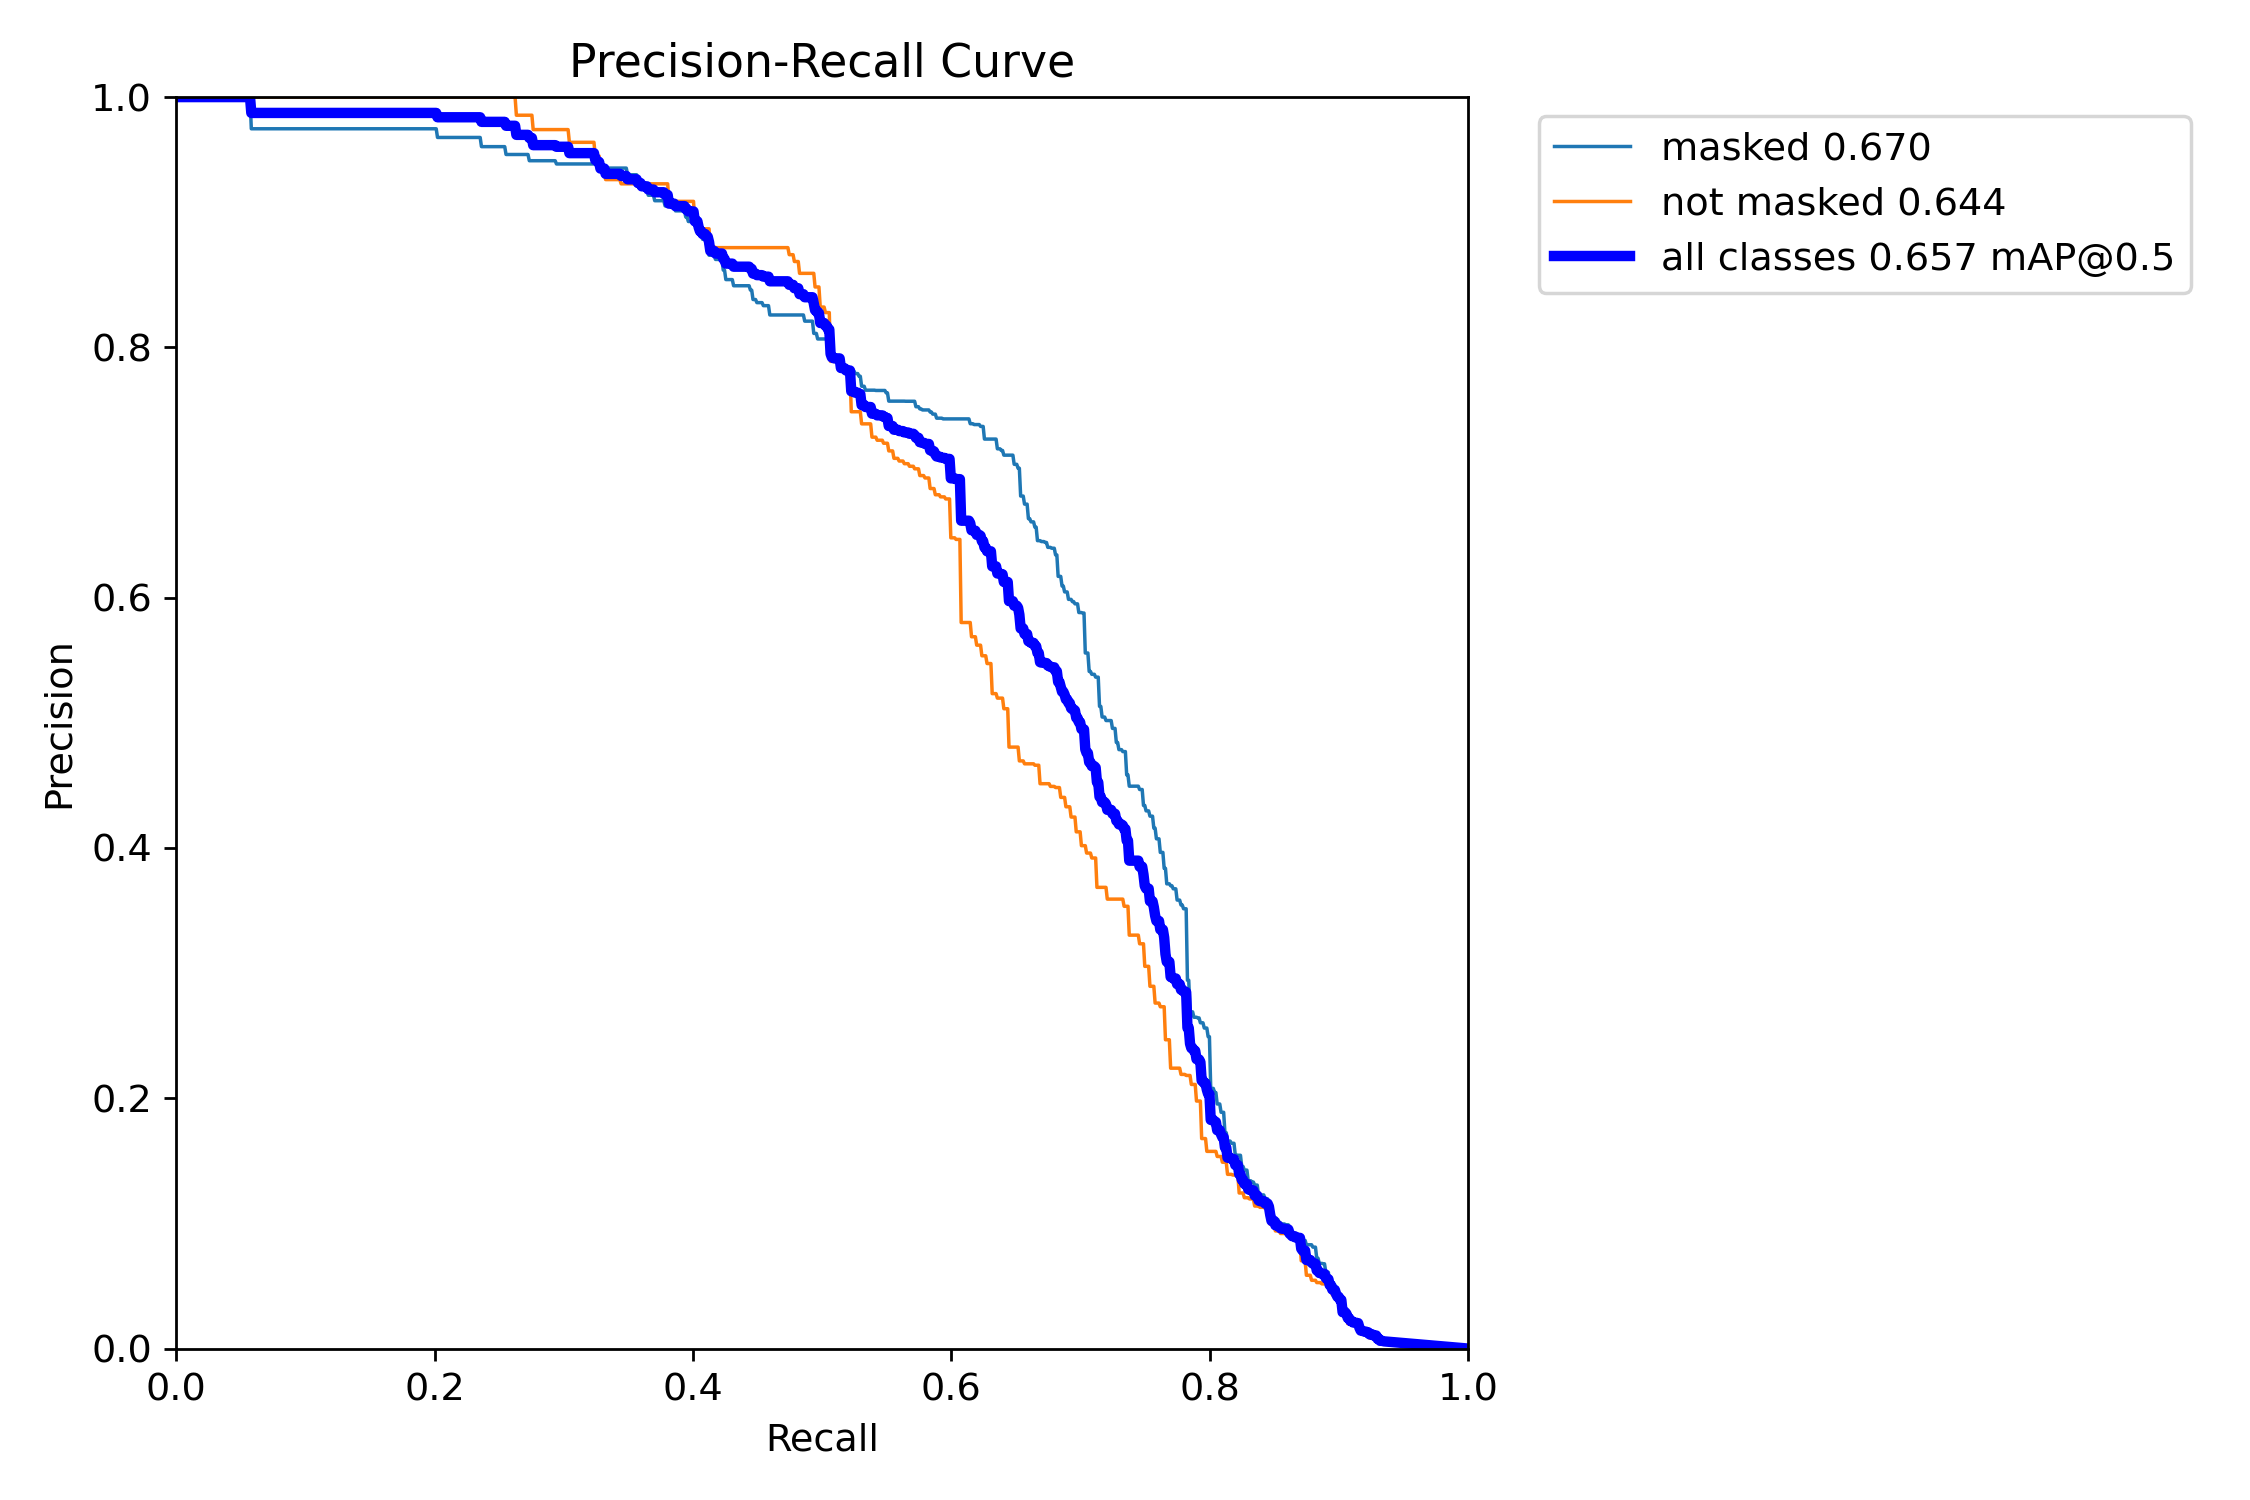 Precision-Recall Curve
1.0
0.8
0.6
0.4
0.2
0.0
Precision
0.0 0.2 0.4 0.6 0.8 1.0
Recall
masked 0.670
not masked 0.644
all classes 0.657 mAP@0.5